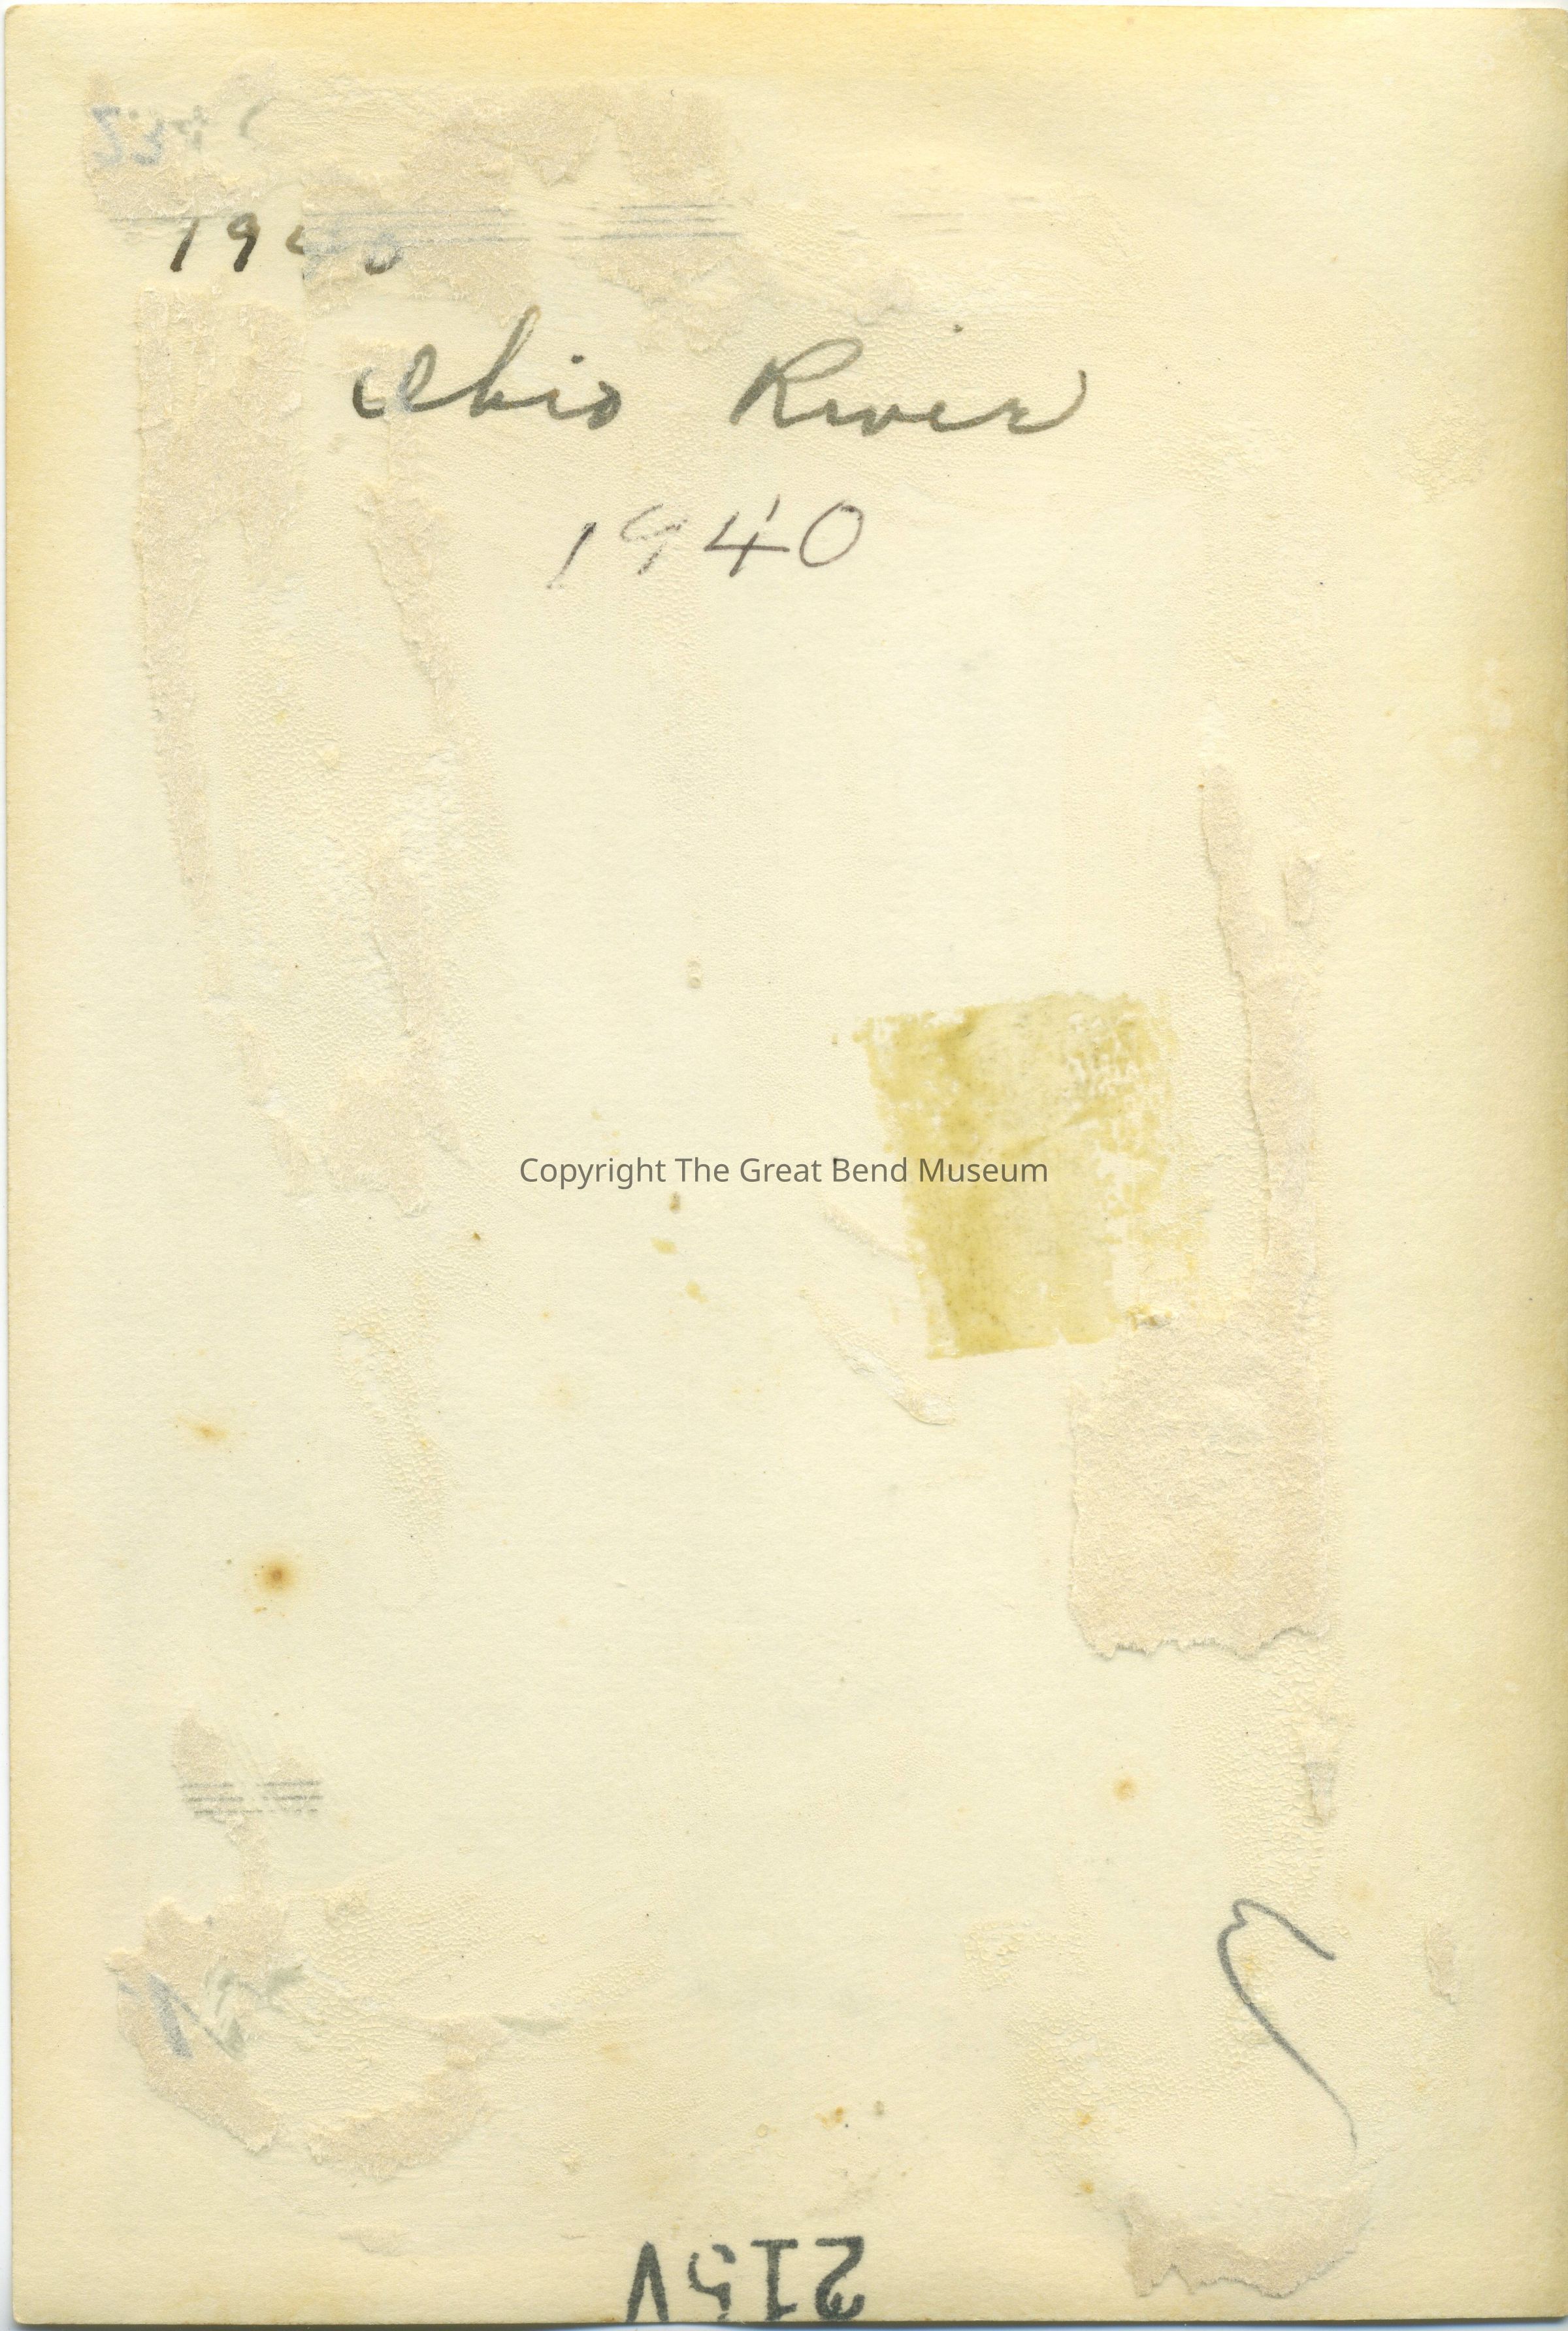 1940
Ohio River
1940
Copyright The Great Bend Museum
215V